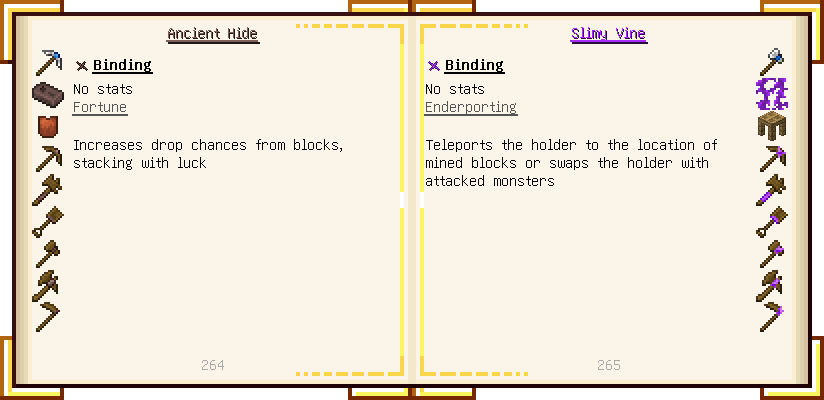 Ancient Hide
Binding
No stats
Fortune
Increases drop chances from blocks,
stacking with luck
264
Slimy Vine
Binding
No stats
Enderporting
Teleports the holder to the location of
mined blocks or swaps the holder with
attacked monsters
265